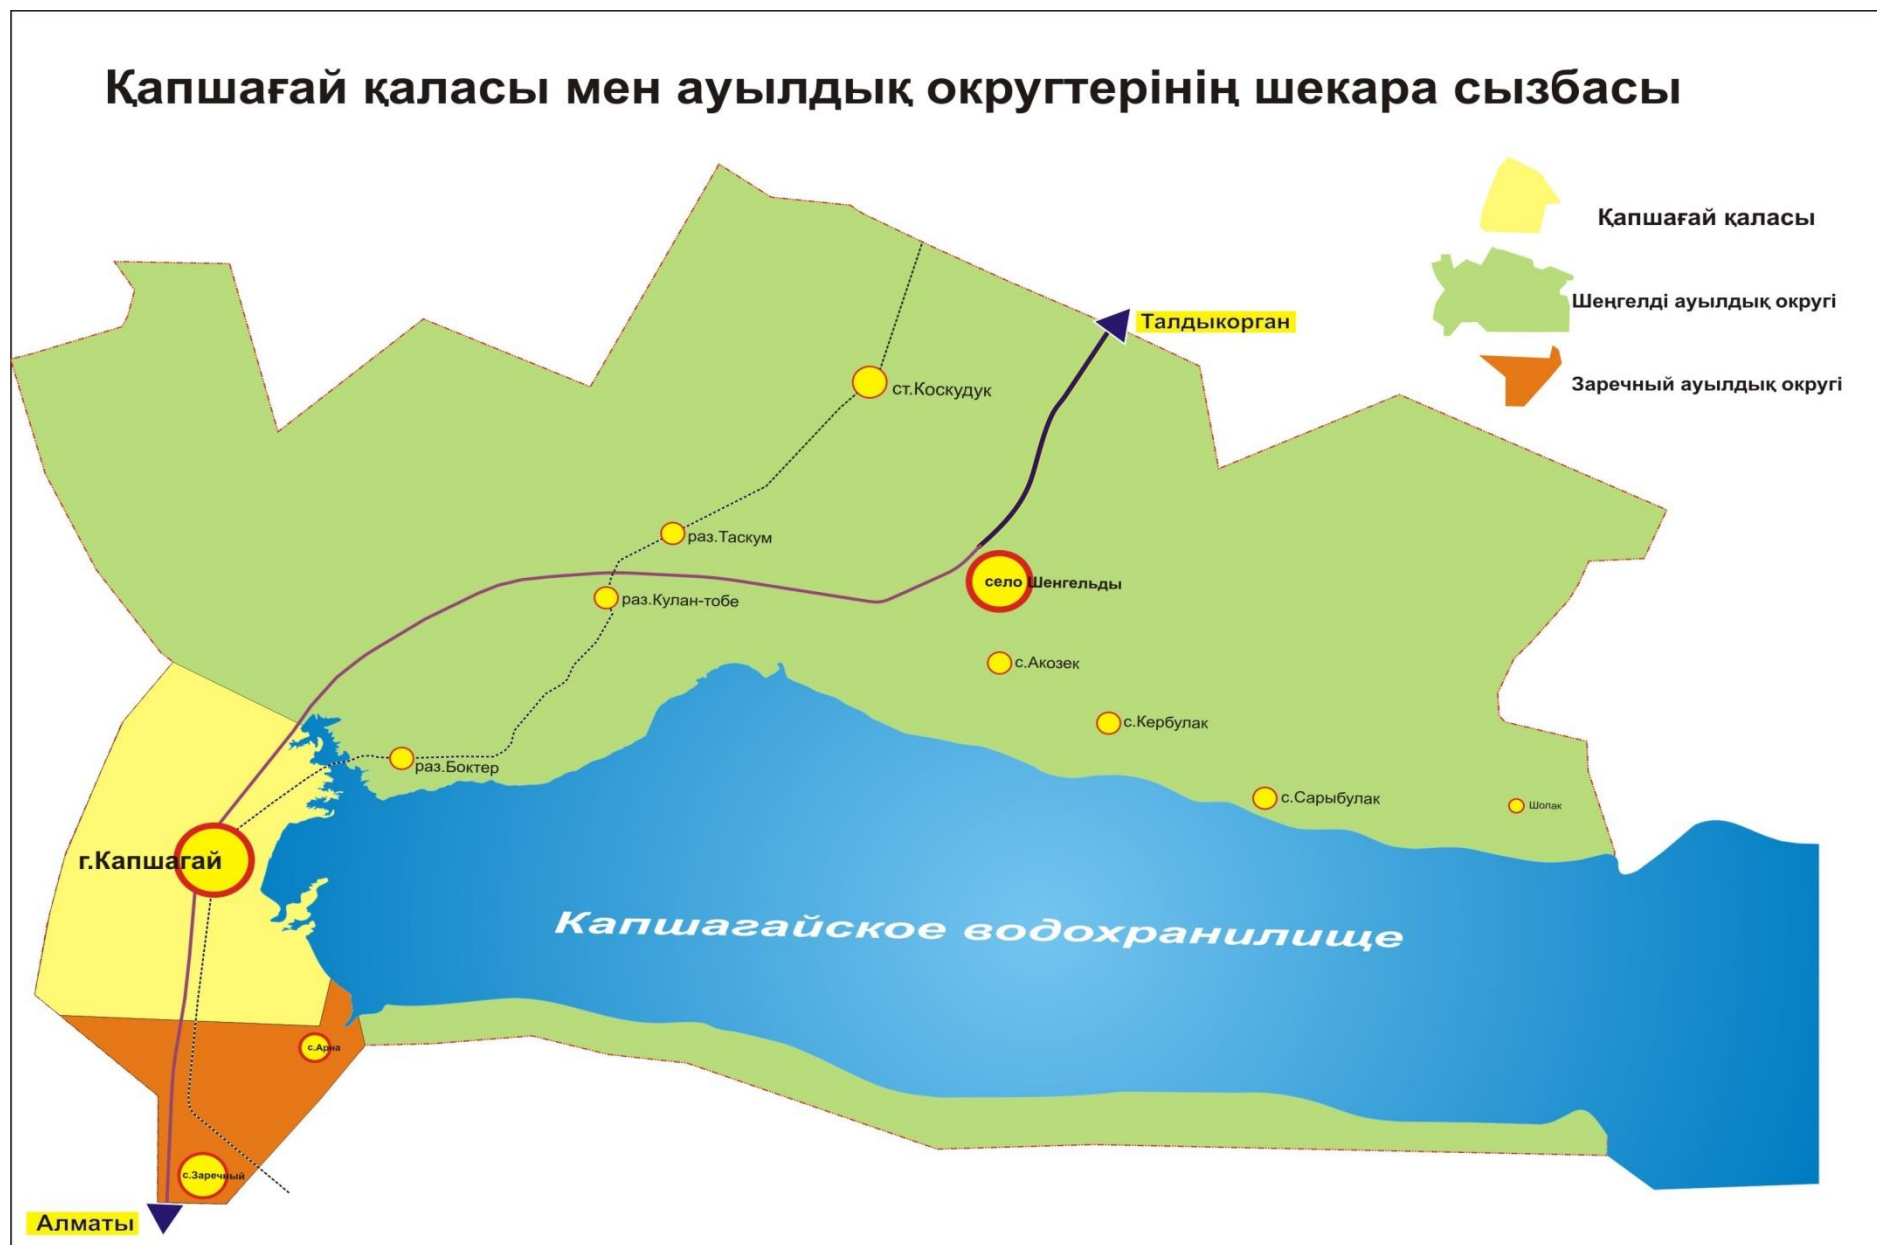 Қапшағай қаласы мен ауылдық округтерінің шекара сызбасы
Қапшағай қаласы
Шеңгелді ауылдық округі
Заречный ауылдық округі
Талдыкорган
ст.Коскудук
раз.Таскум
село Шенгельды
раз.Кулан-тобе
с.Акозек
с.Кербулак
раз.Боктер
с.Сарыбулак
Шолак
г.Капшагай
Капшагайское водохранилище
с.Арна
с.Заречный
Алматы